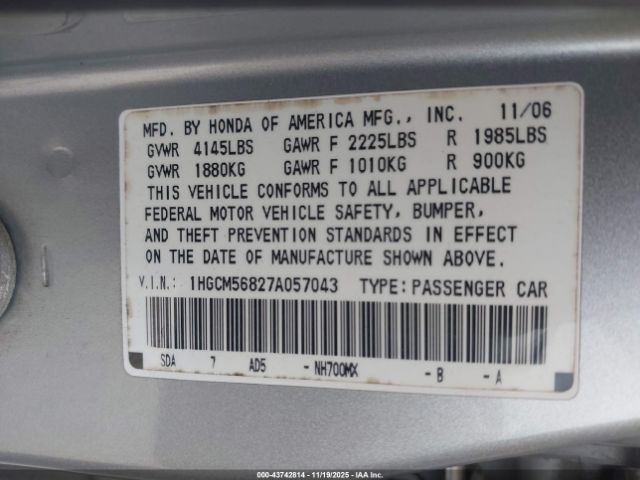 MFD. BY HONDA OF AMERICA MFG., INC. 11/06
GVWR 4145LBS GAWR F 2225LBS R 1985LBS
GVWR 1880KG GAWR F 1010KG R 900KG
THIS VEHICLE CONFORMS TO ALL APPLICABLE
FEDERAL MOTOR VEHICLE SAFETY, BUMPER,
AND THEFT PREVENTION STANDARDS IN EFFECT
ON THE DATE OF MANUFACTURE SHOWN ABOVE.
V.I.N.: 1HGCM56827A057043 TYPE: PASSENGER CAR
SDA 7 AD5 - NH700MX - B - A
000-43742814 - 11/19/2025 - IAA Inc.